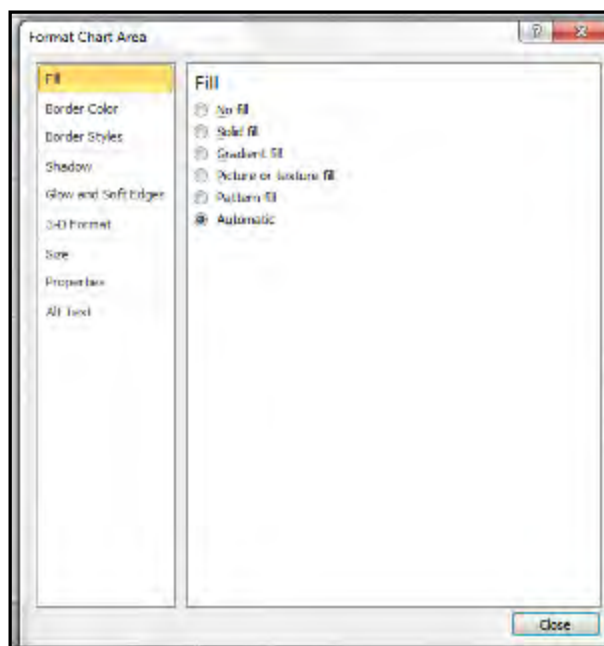 Format Chart Area
?
Fill
Border Color
Border Styles
Shadow
Glow and Soft Edges
3-D Format
Size
Properties
Alt Text
Fill
No fill
Solid fill
Gradient fill
Picture or texture fill
Pattern fill
Automatic
Close